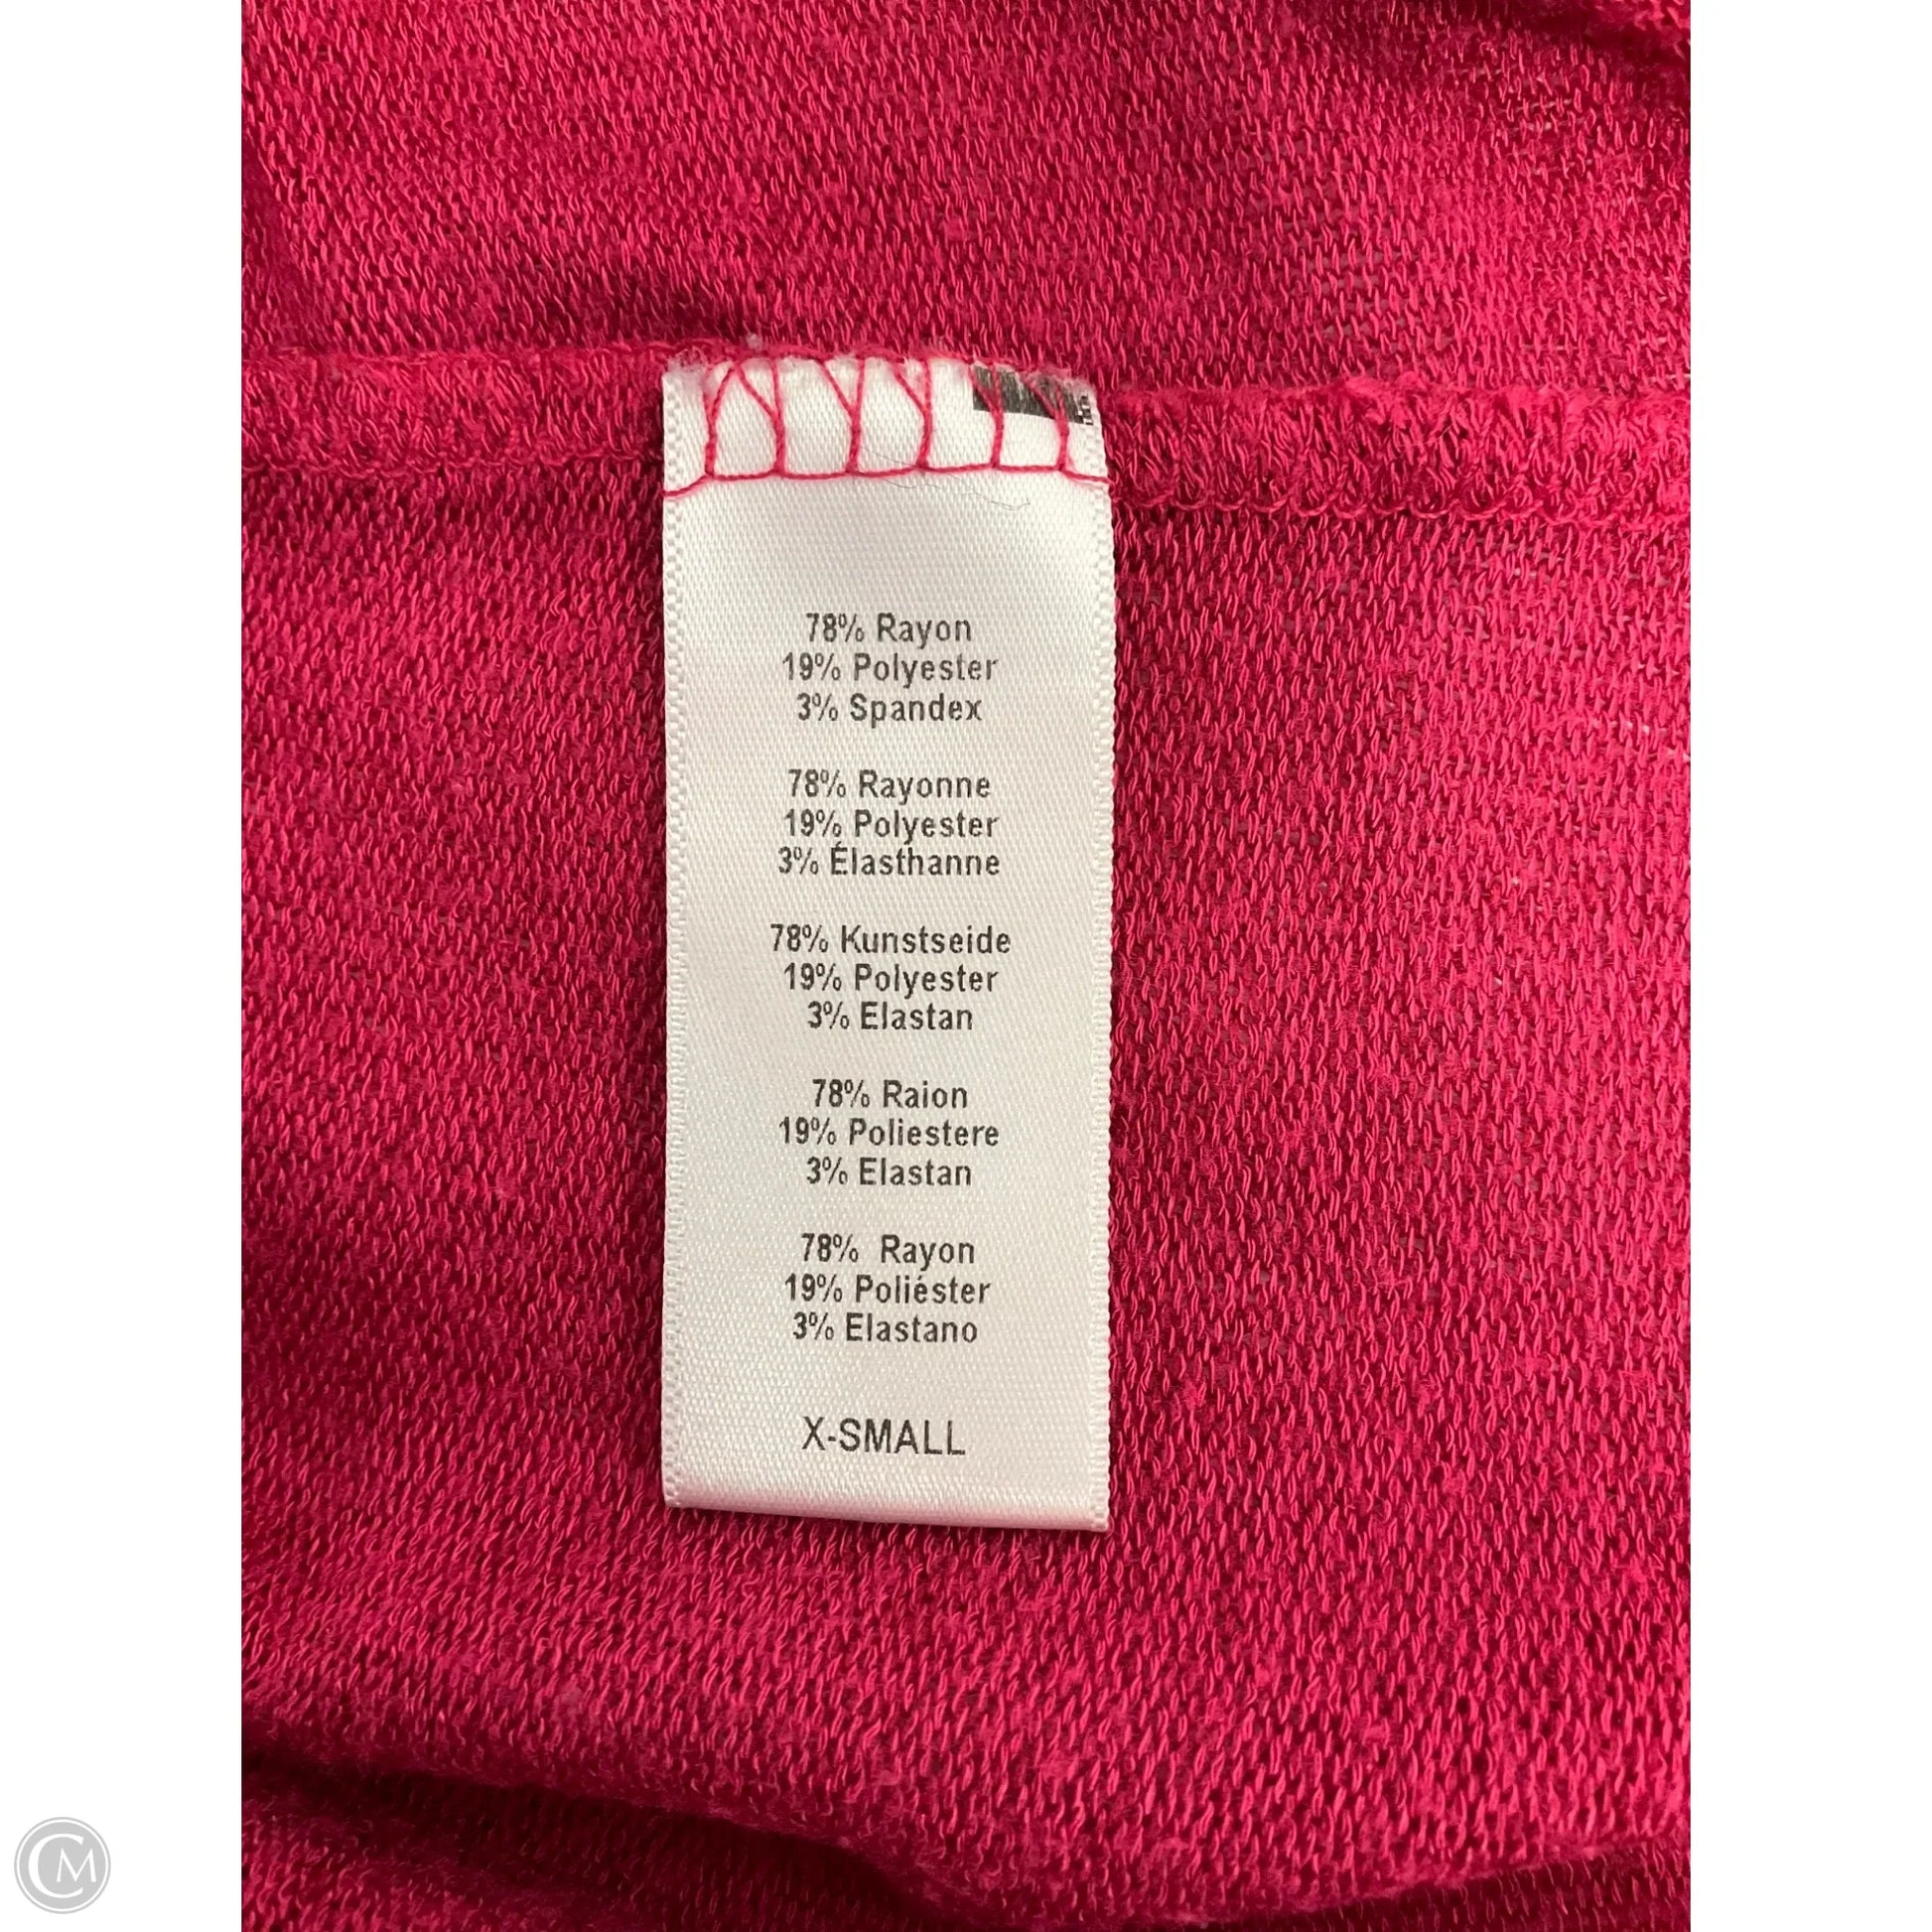 78% Rayon
19% Polyester
3% Spandex
78% Rayonne
19% Polyester
3% Élasthanne
78% Kunstseide
19% Polyester
3% Elastan
78% Raion
19% Poliestere
3% Elastan
78% Rayon
19% Poliéster
3% Elastano
X-SMALL
CM